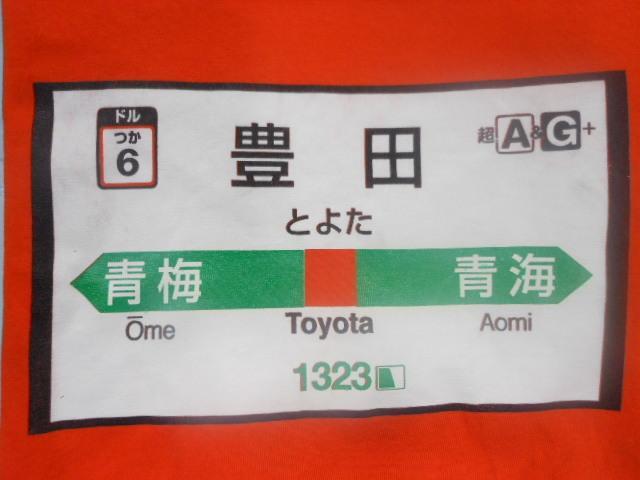 ドル
つか
6
豊田
超A&G+
とよた
青梅
青海
Ōme
Toyota
Aomi
1323